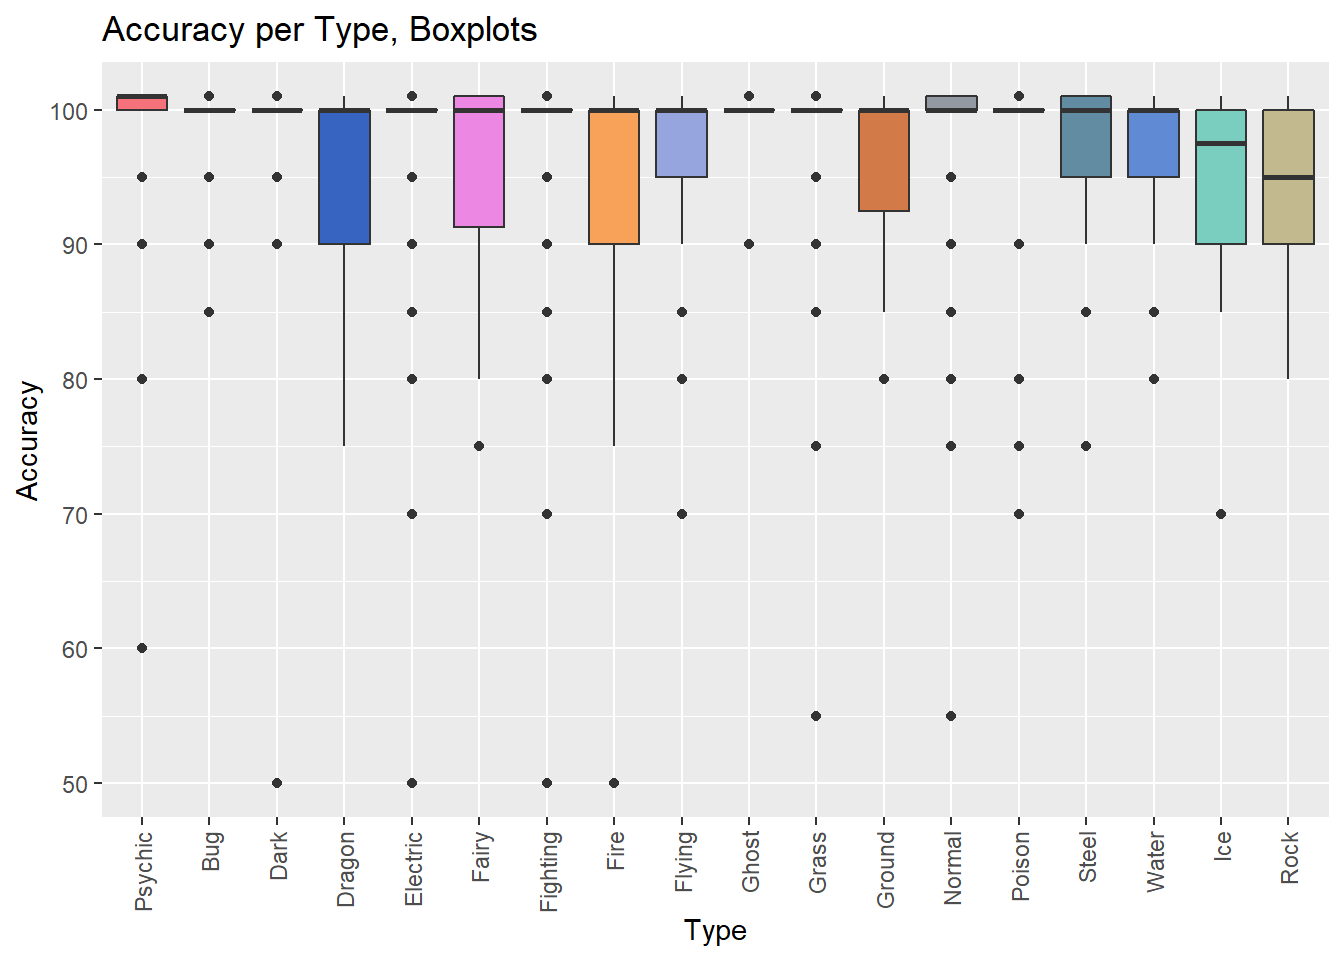 Accuracy per Type, Boxplots
Accuracy
100
90
80
70
60
50
Psychic
Bug
Dark
Dragon
Electric
Fairy
Fighting
Fire
Flying
Ghost
Grass
Ground
Normal
Poison
Steel
Water
Ice
Rock
Type